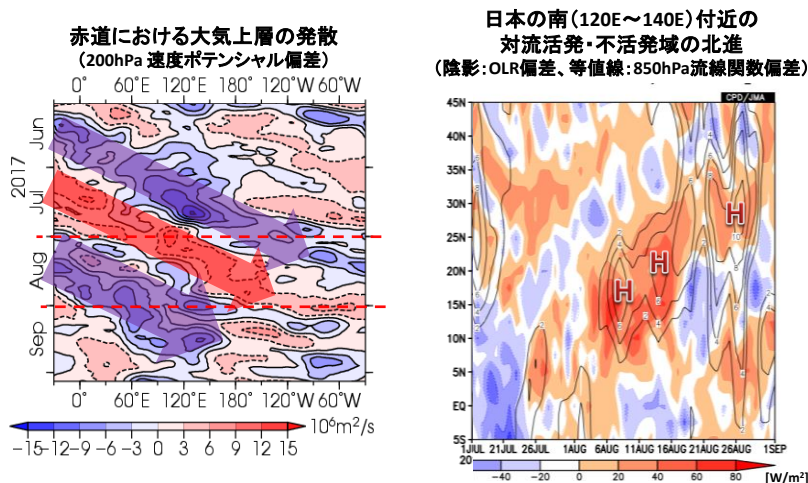 赤道における大気上層の発散
（200hPa 速度ポテンシャル偏差）
0° 60°E 120°E 180° 120°W 60°W
2017
Jun
Jul
Aug
Sep
0° 60°E 120°E 180° 120°W 60°W
−15 −12 −9 −6 −3 0 3 6 9 12 15 10⁶m²/s
日本の南（120E～140E）付近の
対流活発・不活発域の北進
（陰影：OLR偏差、等値線：850hPa流線関数偏差）
CPD/JMA
45N
40N
35N
30N
25N
20N
15N
10N
5N
EQ
5S
H
H
H
1JUL 21JUL 26JUL 1AUG 6AUG 11AUG 16AUG 21AUG 26AUG 1SEP
20
−40 −20 0 20 40 60 80
[W/m²]